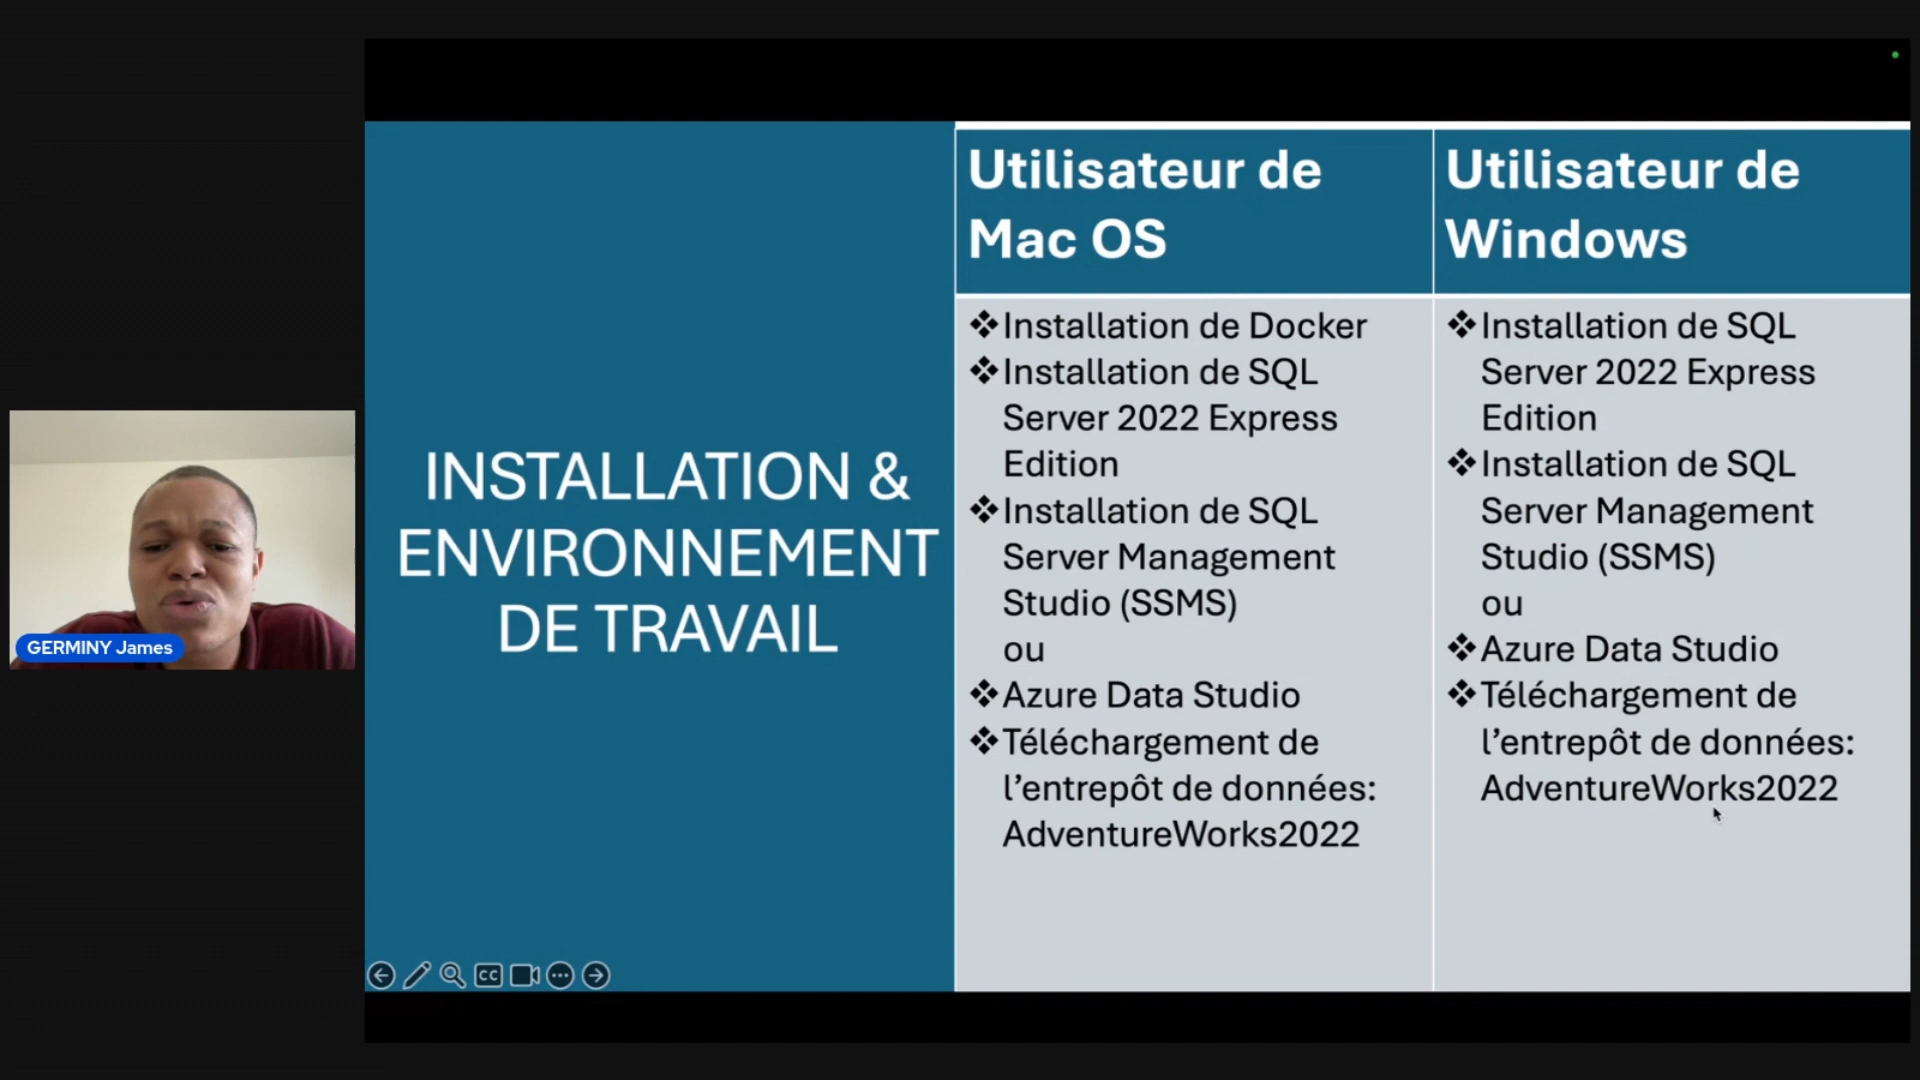 INSTALLATION &
ENVIRONNEMENT
DE TRAVAIL
Utilisateur de
Mac OS
❖Installation de Docker
❖Installation de SQL
Server 2022 Express
Edition
❖Installation de SQL
Server Management
Studio (SSMS)
ou
❖Azure Data Studio
❖Téléchargement de
l’entrepôt de données:
AdventureWorks2022
Utilisateur de
Windows
❖Installation de SQL
Server 2022 Express
Edition
❖Installation de SQL
Server Management
Studio (SSMS)
ou
❖Azure Data Studio
❖Téléchargement de
l’entrepôt de données:
AdventureWorks2022
GERMINY James
CC